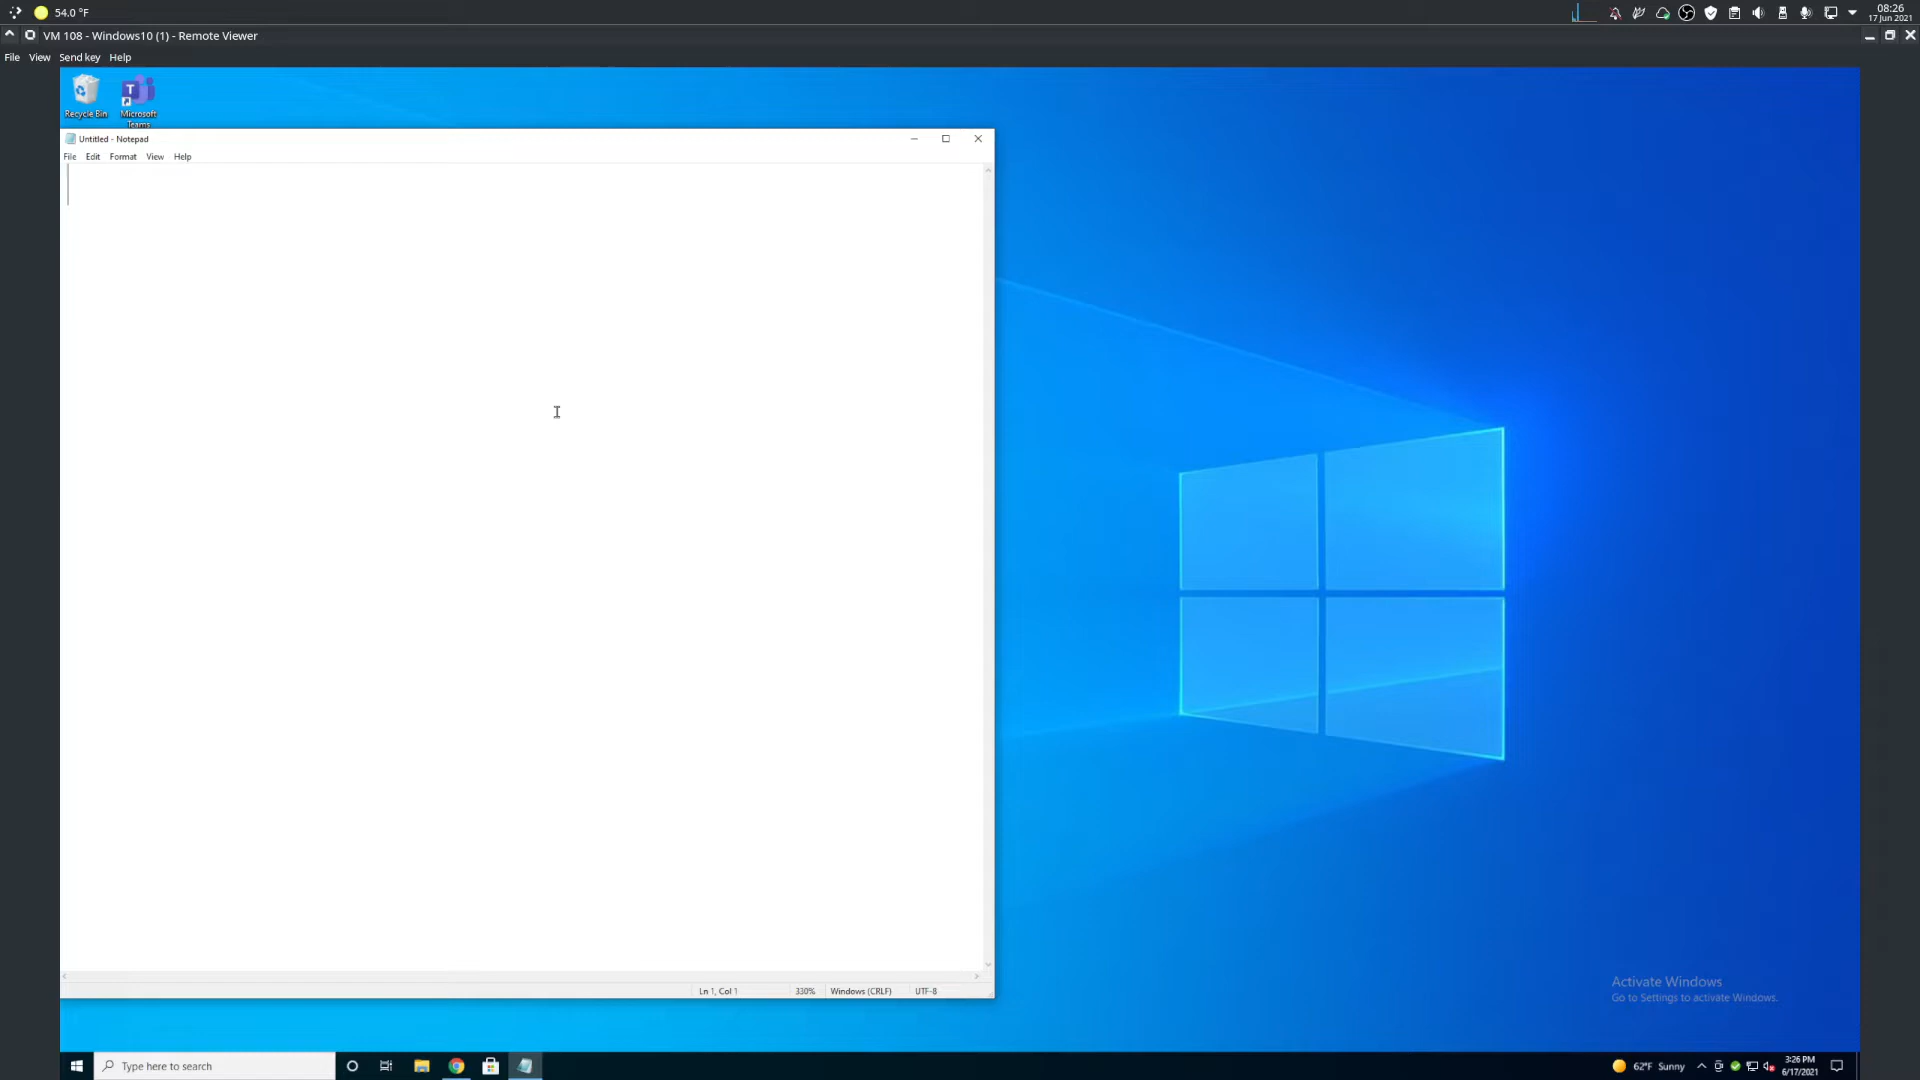 54.0 °F
08:26
17 Jun 2021
VM 108 - Windows10 (1) - Remote Viewer
File View Send key Help
Recycle Bin
Microsoft Teams
Untitled - Notepad
File Edit Format View Help
Ln 1, Col 1 330% Windows (CRLF) UTF-8
Activate Windows
Go to Settings to activate Windows.
Type here to search
62°F Sunny
3:26 PM
6/17/2021